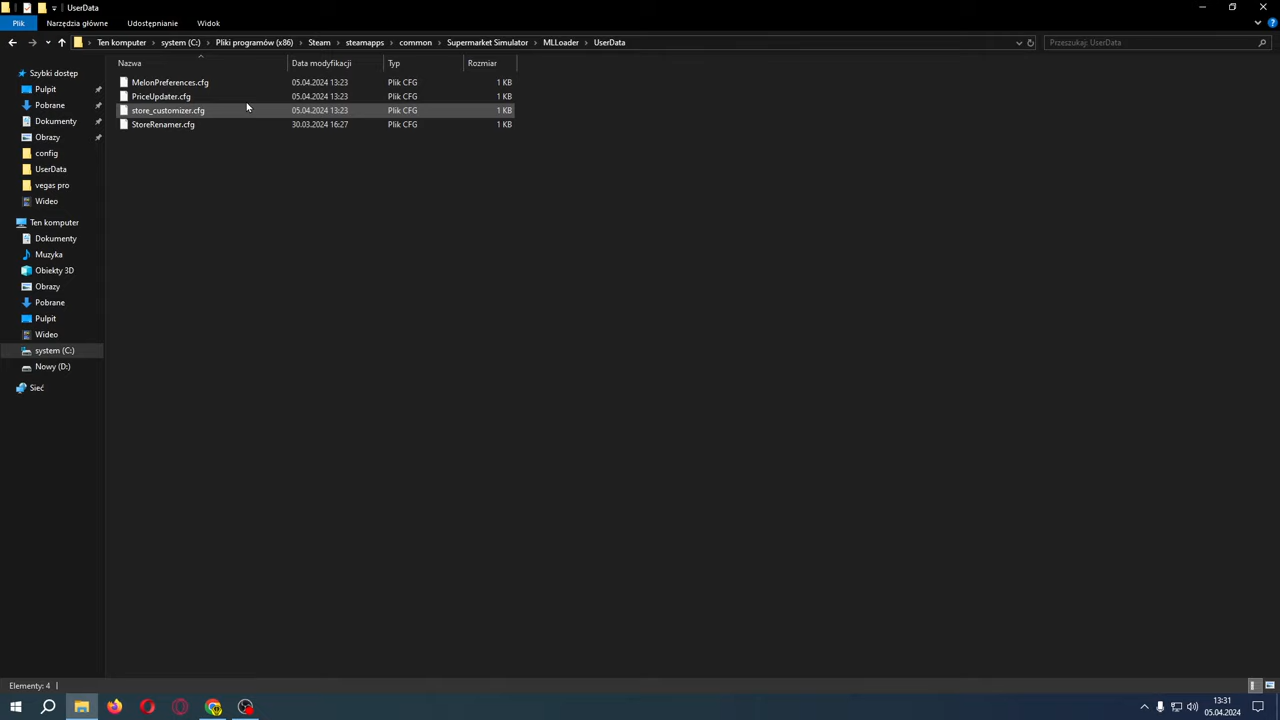 UserData
Plik
Narzędzia główne
Udostępnianie
Widok
Ten komputer
system (C:)
Pliki programów (x86)
Steam
steamapps
common
Supermarket Simulator
MLLoader
UserData
Przeszukaj: UserData
Nazwa
Data modyfikacji
Typ
Rozmiar
MelonPreferences.cfg 05.04.2024 13:23 Plik CFG 1 KB
PriceUpdater.cfg 05.04.2024 13:23 Plik CFG 1 KB
store_customizer.cfg 05.04.2024 13:23 Plik CFG 1 KB
StoreRenamer.cfg 30.03.2024 16:27 Plik CFG 1 KB
Szybki dostęp
Pulpit
Pobrane
Dokumenty
Obrazy
config
UserData
vegas pro
Wideo
Ten komputer
Dokumenty
Muzyka
Obiekty 3D
Obrazy
Pobrane
Pulpit
Wideo
system (C:)
Nowy (D:)
Sieć
Elementy: 4
13:31
05.04.2024